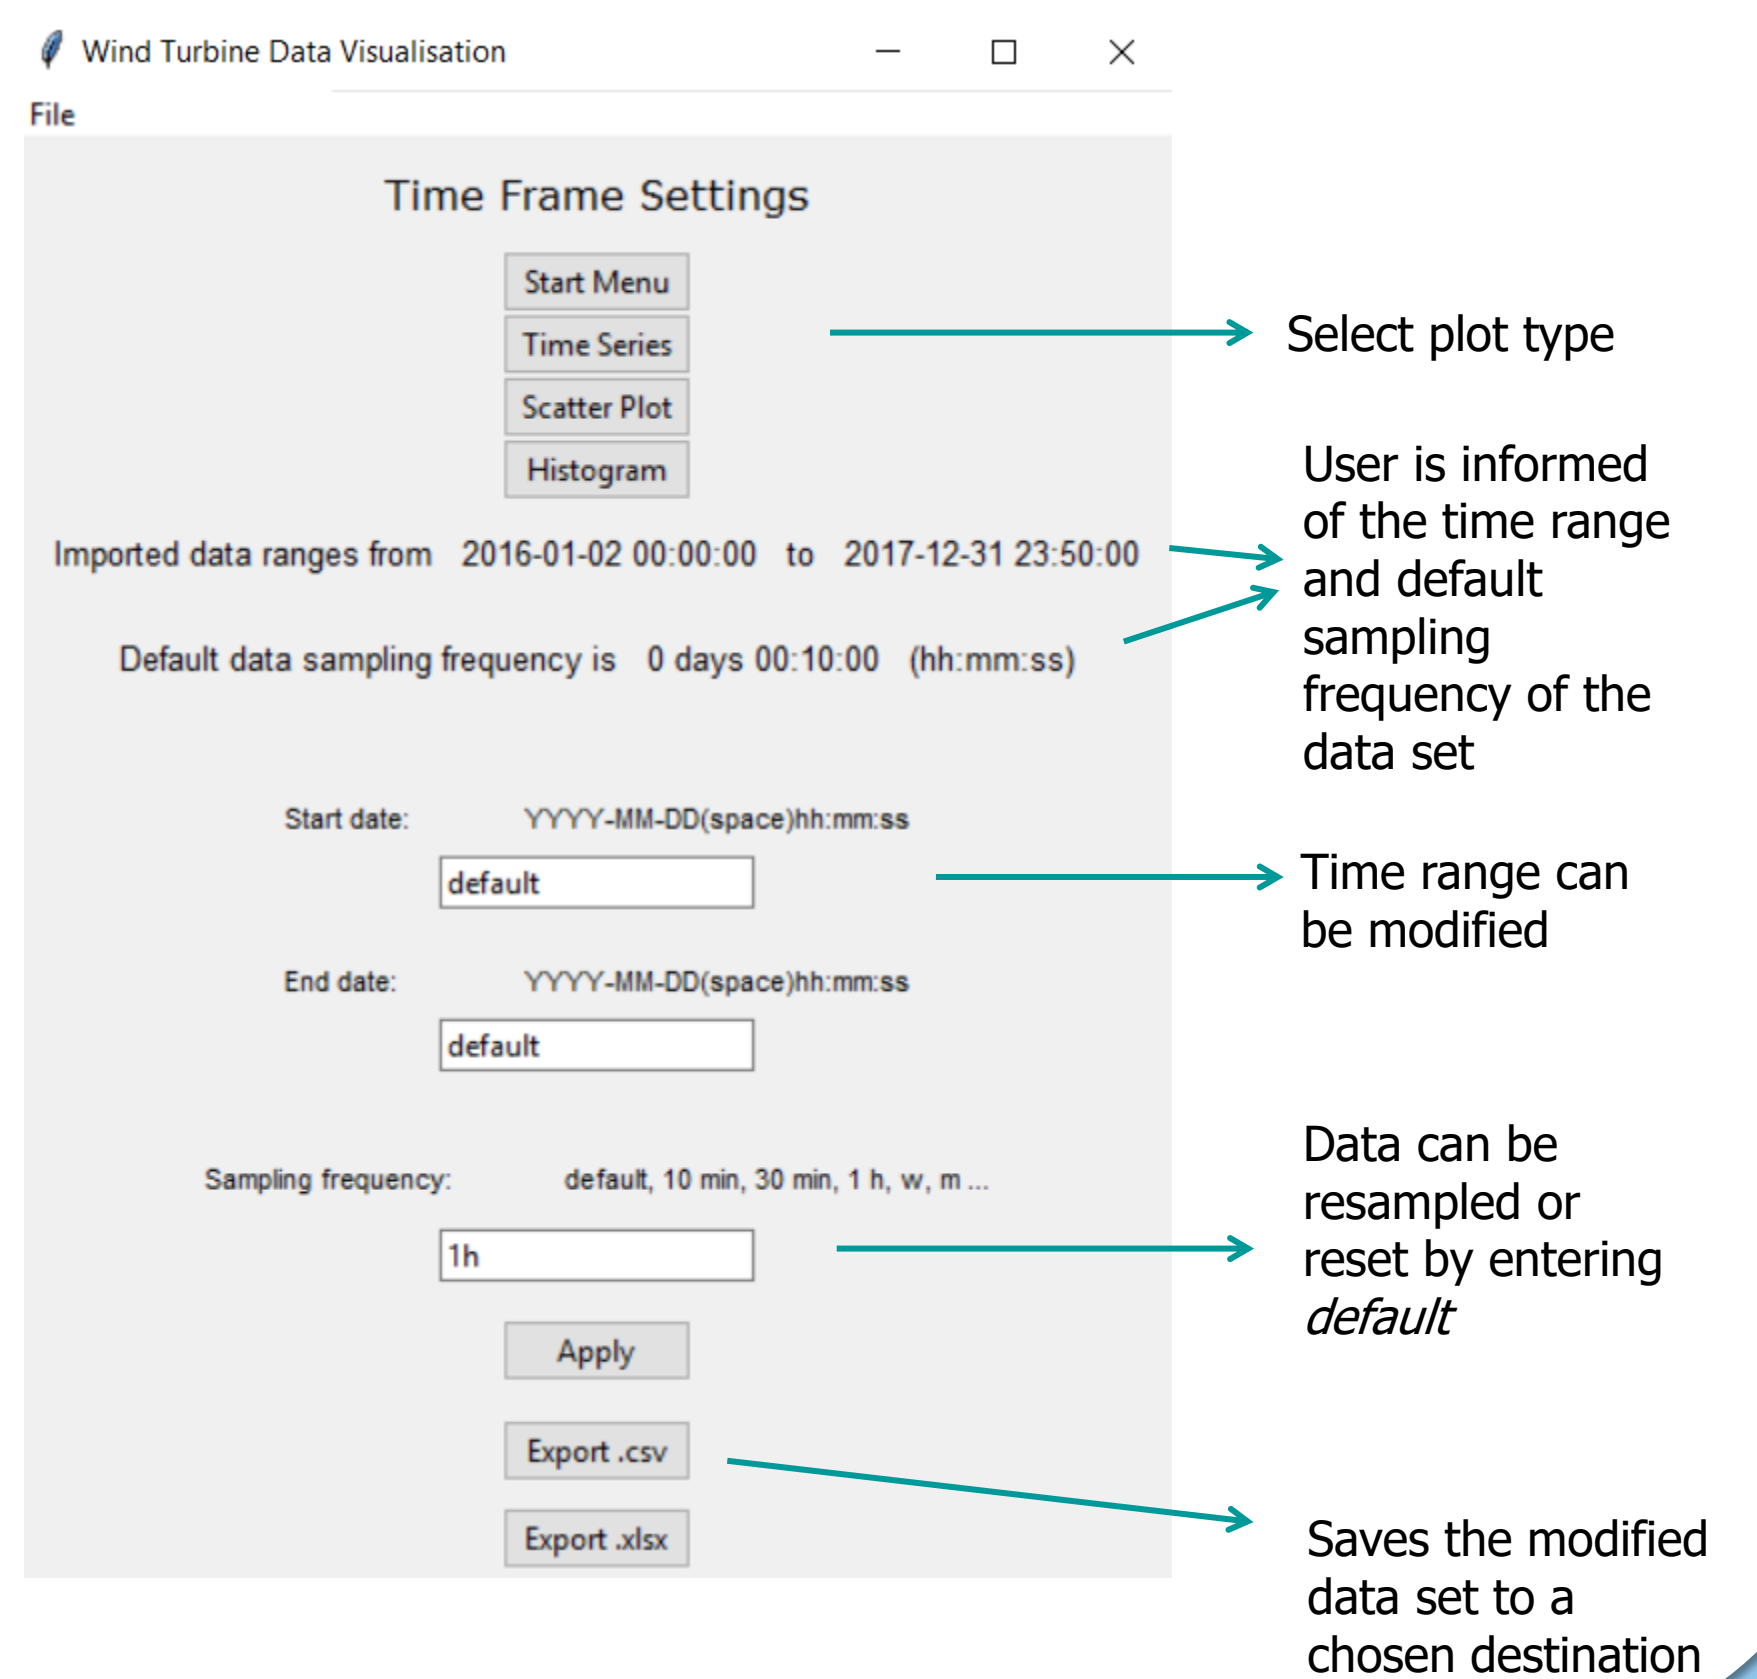 Wind Turbine Data Visualisation
File
Time Frame Settings
Start Menu
Time Series
Scatter Plot
Histogram
Select plot type
Imported data ranges from 2016-01-02 00:00:00 to 2017-12-31 23:50:00
Default data sampling frequency is 0 days 00:10:00 (hh:mm:ss)
User is informed
of the time range
and default
sampling
frequency of the
data set
Start date: YYYY-MM-DD(space)hh:mm:ss
default
Time range can
be modified
End date: YYYY-MM-DD(space)hh:mm:ss
default
Sampling frequency: default, 10 min, 30 min, 1 h, w, m ...
1h
Data can be
resampled or
reset by entering
default
Apply
Export .csv
Export .xlsx
Saves the modified
data set to a
chosen destination